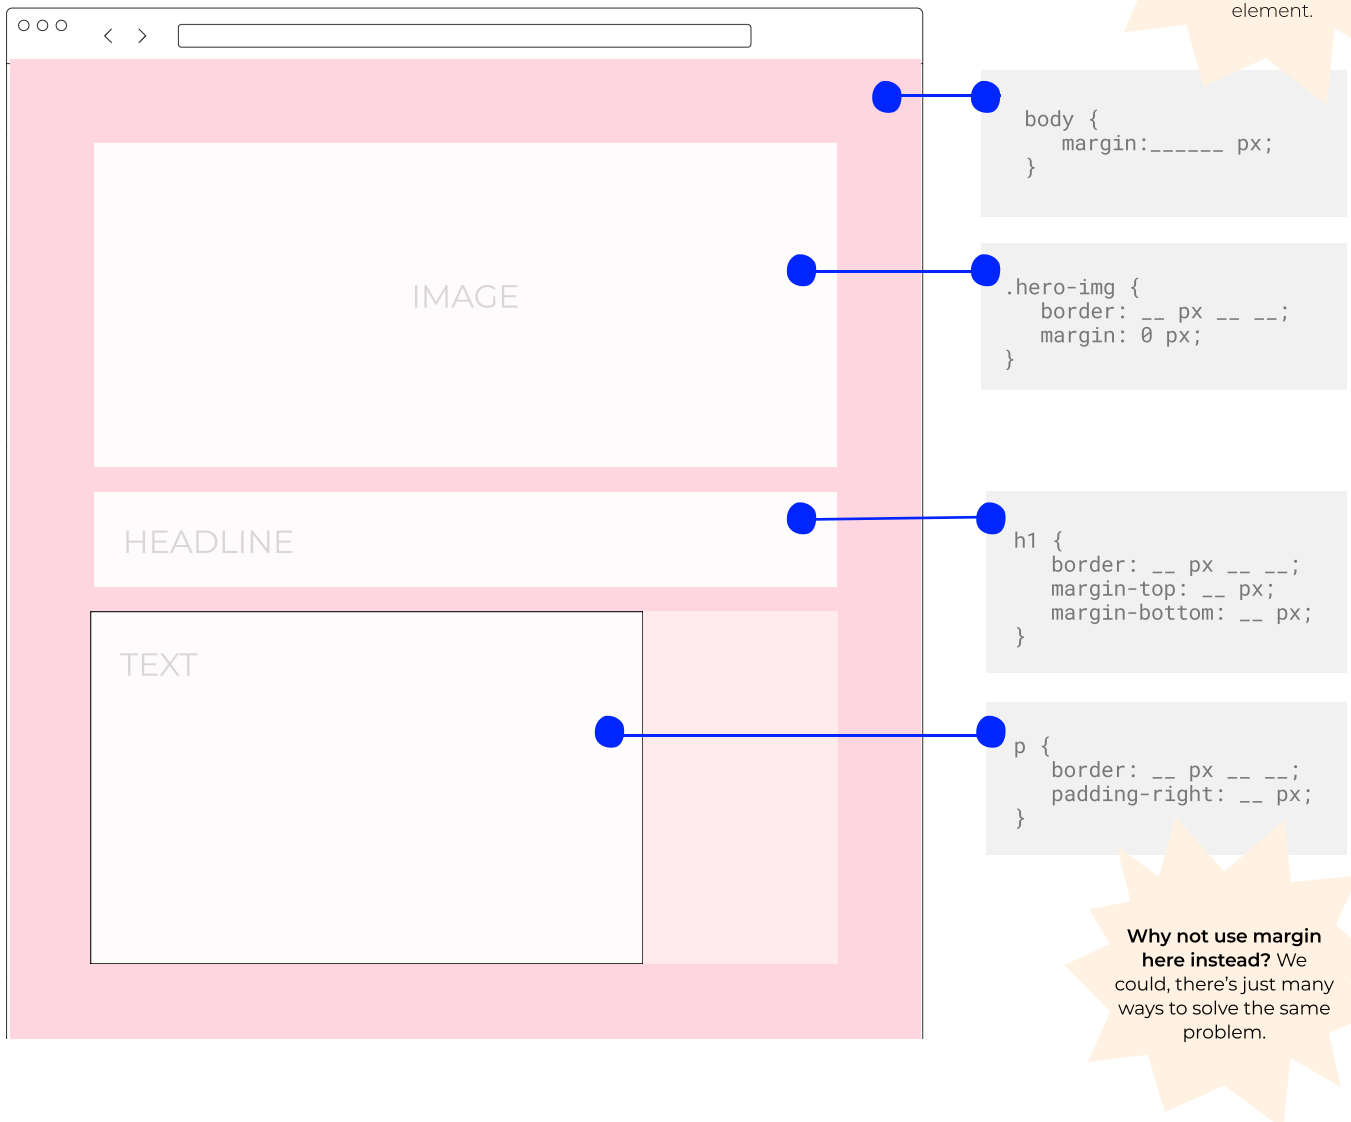 element.
body {
margin:______ px;
}
IMAGE
.hero-img {
border: __ px __ __;
margin: 0 px;
}
HEADLINE
h1 {
border: __ px __ __;
margin-top: __ px;
margin-bottom: __ px;
}
TEXT
p {
border: __ px __ __;
padding-right: __ px;
}
Why not use margin
here instead? We
could, there’s just many
ways to solve the same
problem.